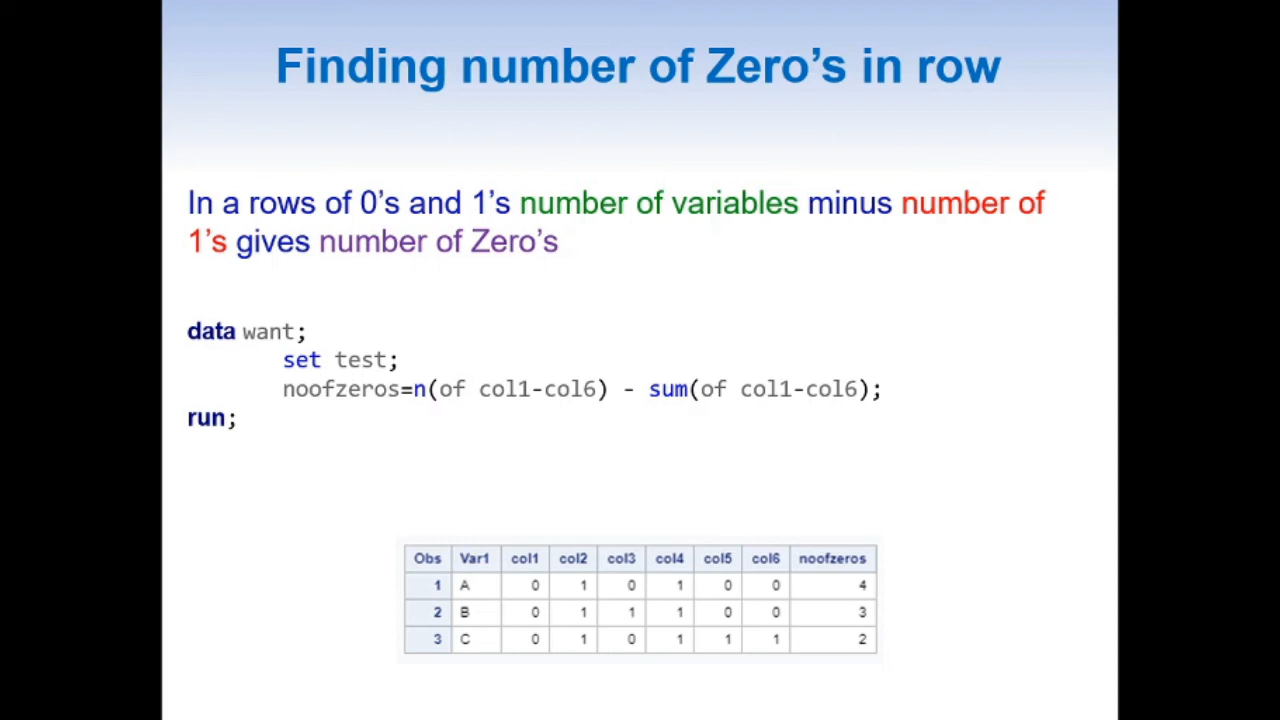 Finding number of Zero’s in row
In a rows of 0’s and 1’s number of variables minus number of
1’s gives number of Zero’s
data want;
set test;
noofzeros=n(of col1-col6) - sum(of col1-col6);
run;
Obs Var1 col1 col2 col3 col4 col5 col6 noofzeros
1 A 0 1 0 1 0 0 4
2 B 0 1 1 1 0 0 3
3 C 0 1 0 1 1 1 2